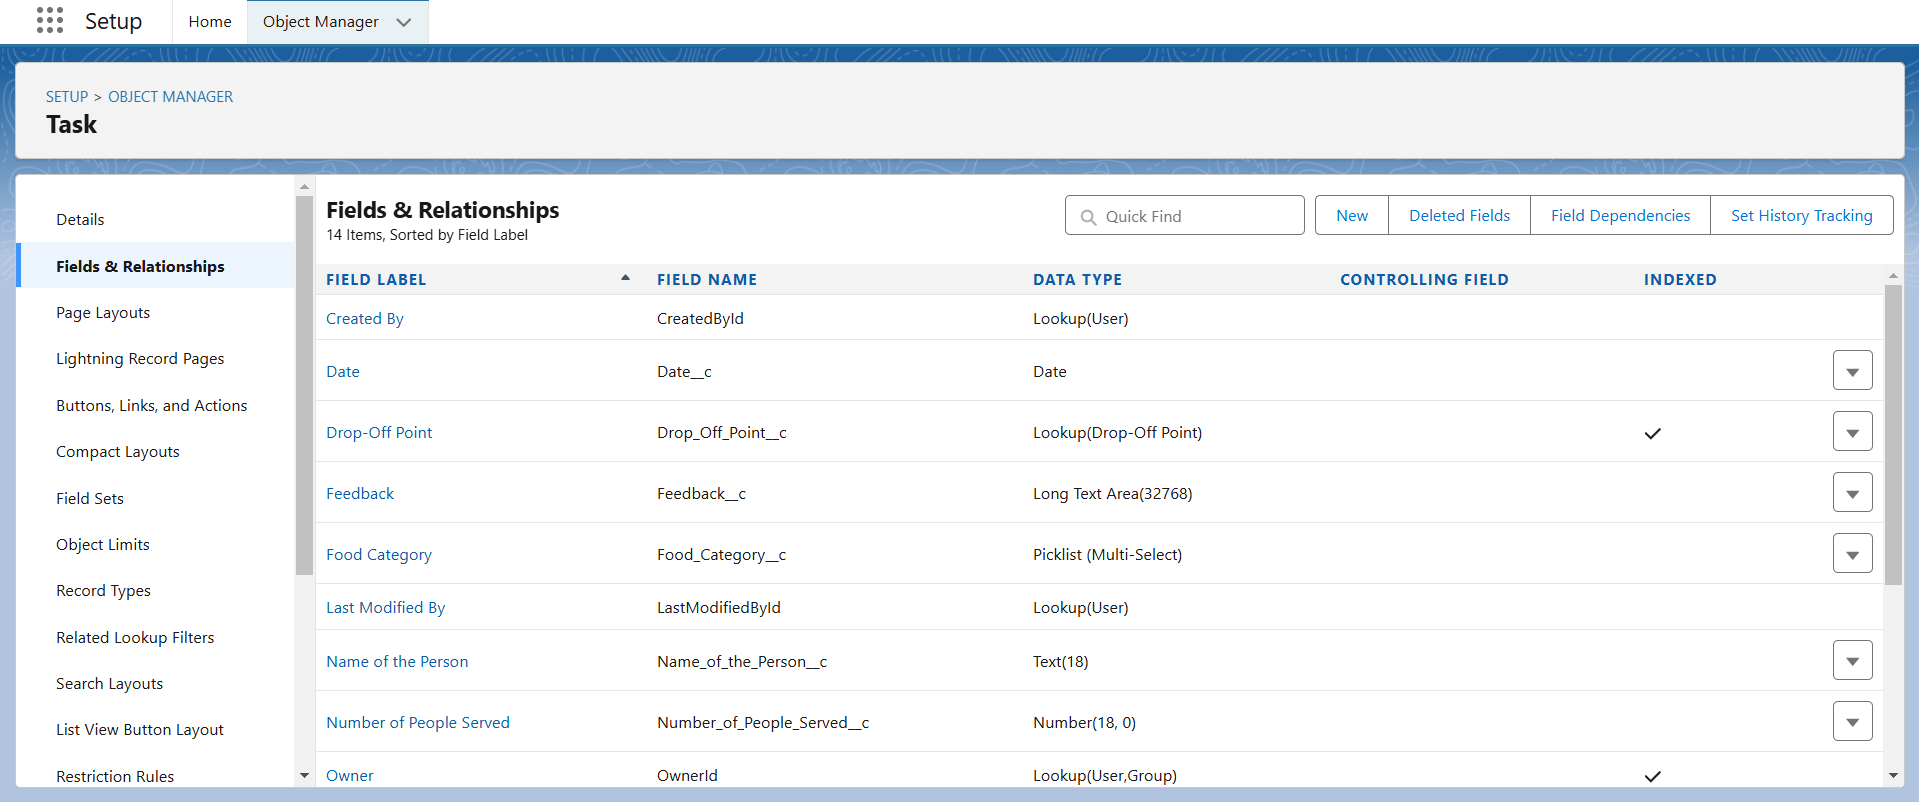 Setup
Home
Object Manager
SETUP > OBJECT MANAGER
Task
Details
Fields & Relationships
Page Layouts
Lightning Record Pages
Buttons, Links, and Actions
Compact Layouts
Field Sets
Object Limits
Record Types
Related Lookup Filters
Search Layouts
List View Button Layout
Restriction Rules
Fields & Relationships
14 Items, Sorted by Field Label
Quick Find
New
Deleted Fields
Field Dependencies
Set History Tracking
FIELD LABEL FIELD NAME DATA TYPE CONTROLLING FIELD INDEXED
Created By CreatedById Lookup(User)
Date Date__c Date
Drop-Off Point Drop_Off_Point__c Lookup(Drop-Off Point)
Feedback Feedback__c Long Text Area(32768)
Food Category Food_Category__c Picklist (Multi-Select)
Last Modified By LastModifiedById Lookup(User)
Name of the Person Name_of_the_Person__c Text(18)
Number of People Served Number_of_People_Served__c Number(18, 0)
Owner OwnerId Lookup(User,Group)